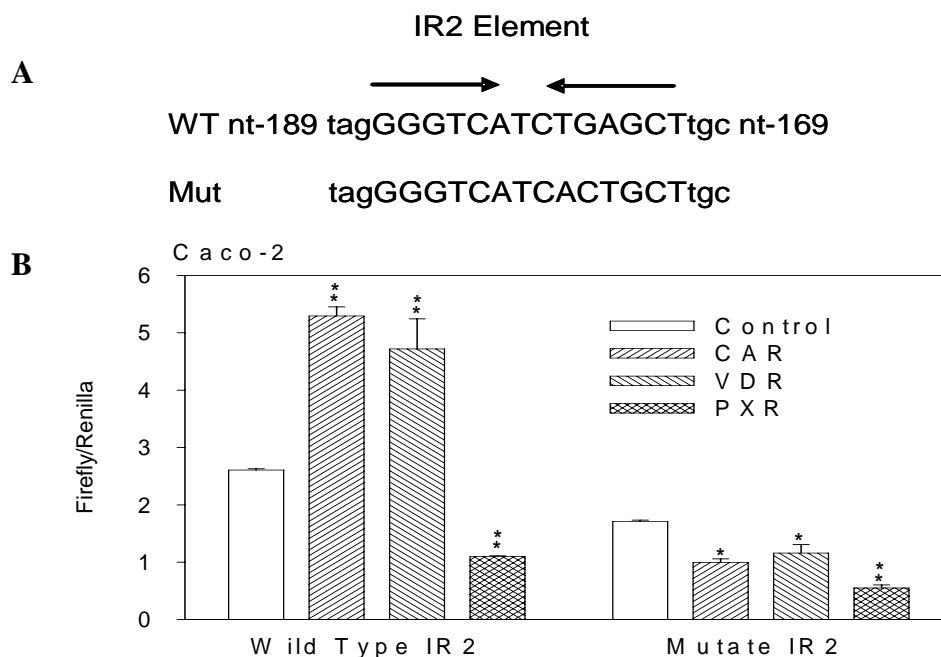 IR2 Element
A
WT nt-189 tagGGGTCATCTGAGCTtgc nt-169
Mut tagGGGTCATCACTGCTtgc
B
Caco-2
Firefly/Renilla
6
5
4
3
2
1
0
**
**
**
*
*
**
Control
CAR
VDR
PXR
Wild Type IR2
Mutate IR2